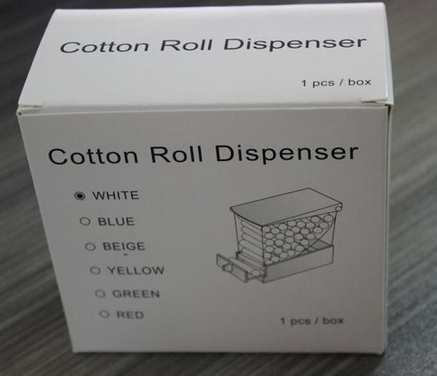 Cotton Roll Dispenser
1 pcs / box
Cotton Roll Dispenser
WHITE
BLUE
BEIGE
YELLOW
GREEN
RED
1 pcs / box